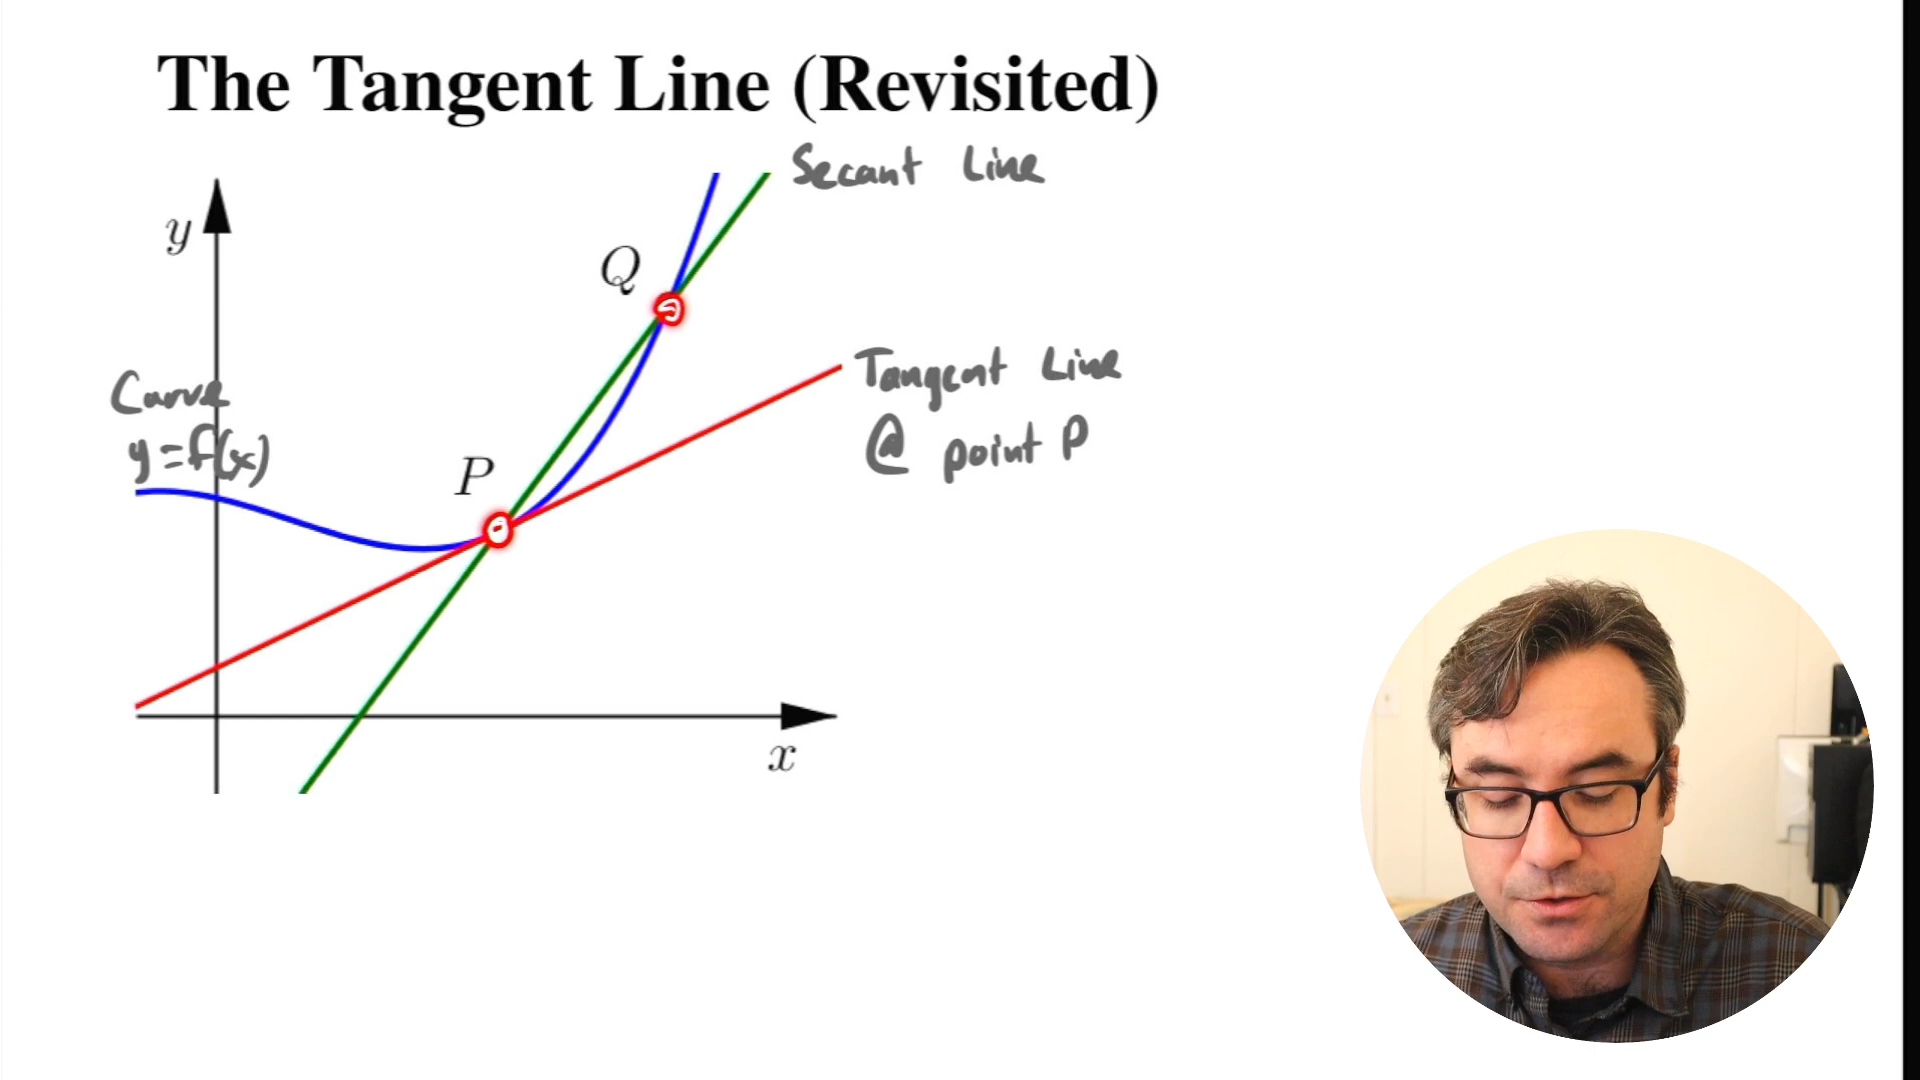 The Tangent Line (Revisited)
Secant Line
y
Q
Tangent Line
@ point P
Curve
y = f(x)
P
x